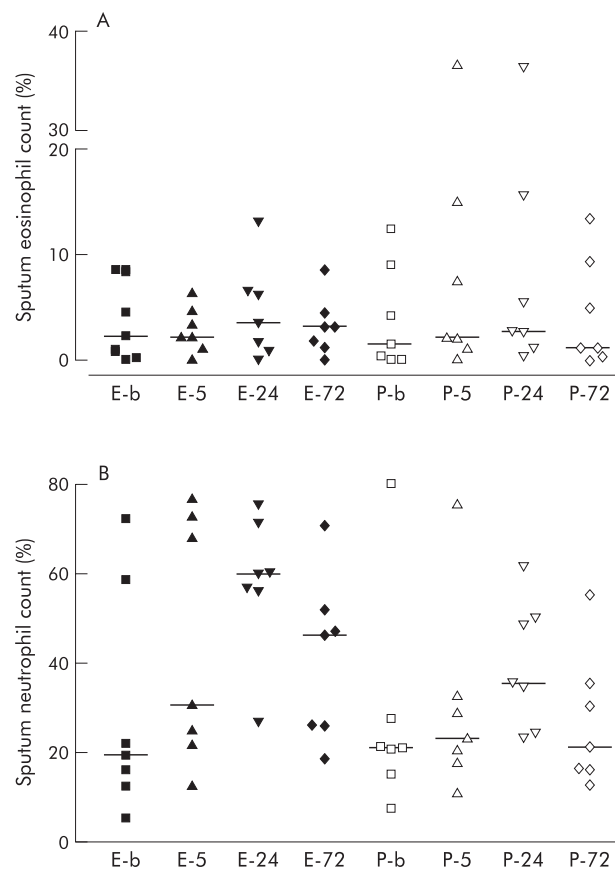 A
Sputum eosinophil count (%)
40
30
20
10
0
E-b E-5 E-24 E-72 P-b P-5 P-24 P-72
B
Sputum neutrophil count (%)
80
60
40
20
0
E-b E-5 E-24 E-72 P-b P-5 P-24 P-72